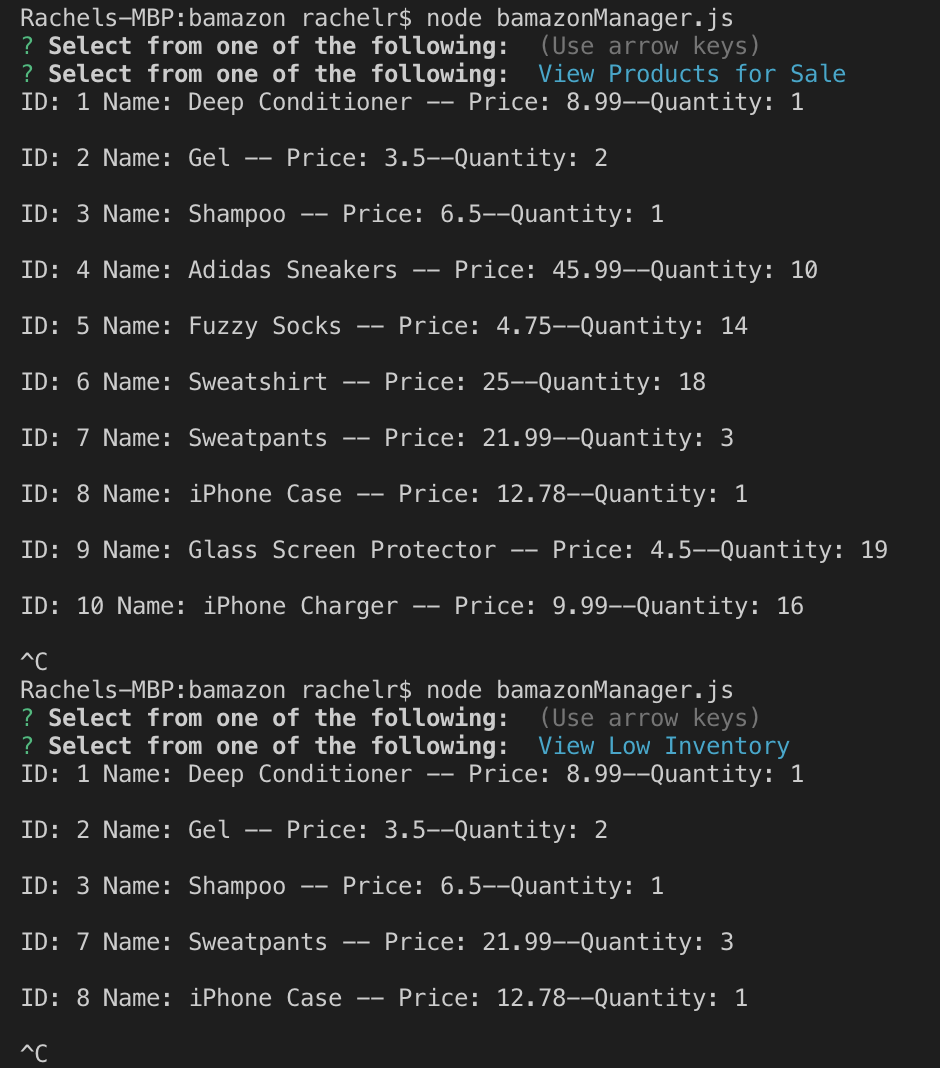 Rachels-MBP:bamazon rachelr$ node bamazonManager.js
? Select from one of the following:  (Use arrow keys)
? Select from one of the following:  View Products for Sale
ID: 1 Name: Deep Conditioner -- Price: 8.99--Quantity: 1
ID: 2 Name: Gel -- Price: 3.5--Quantity: 2
ID: 3 Name: Shampoo -- Price: 6.5--Quantity: 1
ID: 4 Name: Adidas Sneakers -- Price: 45.99--Quantity: 10
ID: 5 Name: Fuzzy Socks -- Price: 4.75--Quantity: 14
ID: 6 Name: Sweatshirt -- Price: 25--Quantity: 18
ID: 7 Name: Sweatpants -- Price: 21.99--Quantity: 3
ID: 8 Name: iPhone Case -- Price: 12.78--Quantity: 1
ID: 9 Name: Glass Screen Protector -- Price: 4.5--Quantity: 19
ID: 10 Name: iPhone Charger -- Price: 9.99--Quantity: 16
^C
Rachels-MBP:bamazon rachelr$ node bamazonManager.js
? Select from one of the following:  (Use arrow keys)
? Select from one of the following:  View Low Inventory
ID: 1 Name: Deep Conditioner -- Price: 8.99--Quantity: 1
ID: 2 Name: Gel -- Price: 3.5--Quantity: 2
ID: 3 Name: Shampoo -- Price: 6.5--Quantity: 1
ID: 7 Name: Sweatpants -- Price: 21.99--Quantity: 3
ID: 8 Name: iPhone Case -- Price: 12.78--Quantity: 1
^C